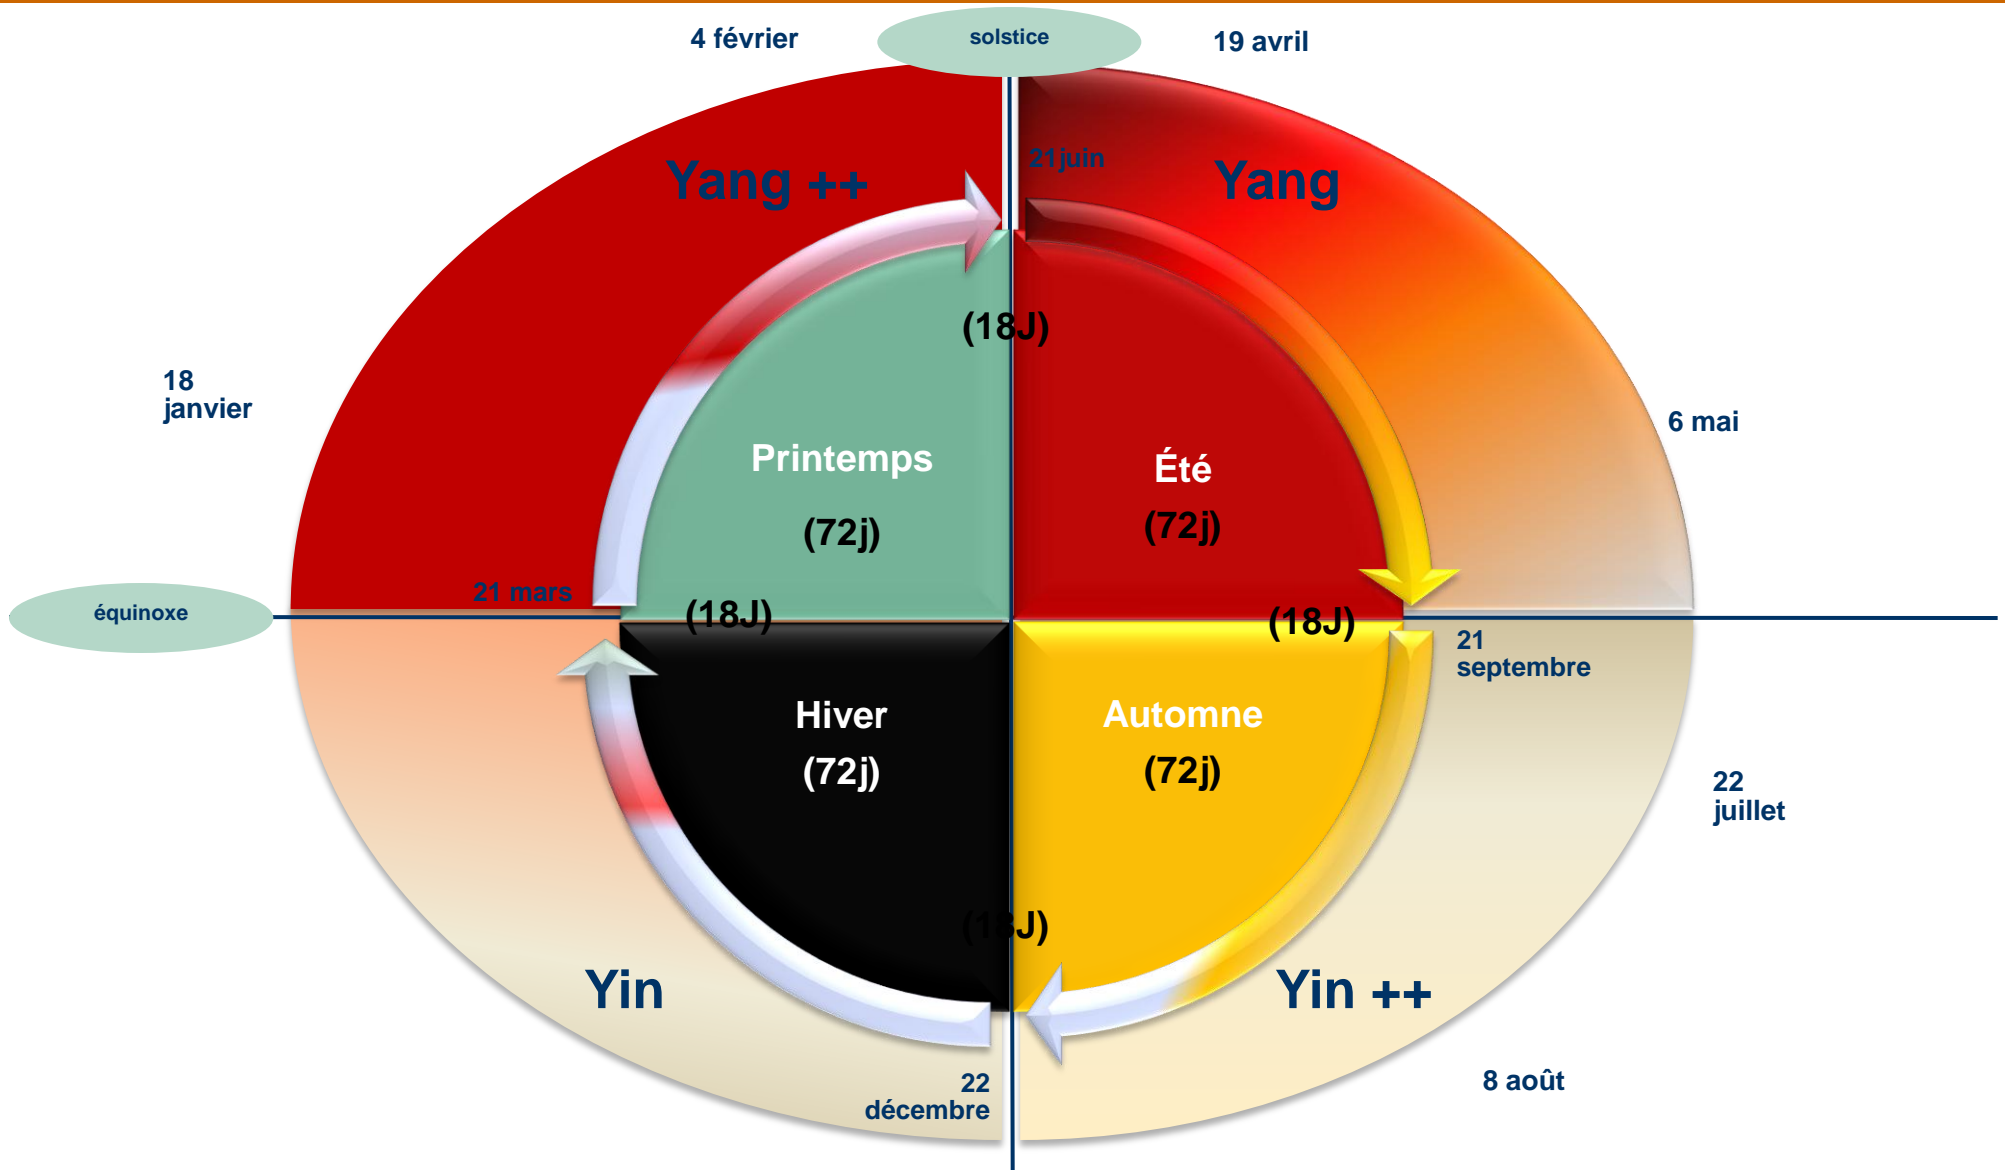 4 février
solstice
19 avril
21juin
Yang ++
Yang
(18J)
18
janvier
6 mai
Printemps
(72j)
Été
(72j)
équinoxe
21 mars
(18J)
(18J)
21
septembre
Hiver
(72j)
Automne
(72j)
22
juillet
(18J)
Yin
Yin ++
22
décembre
8 août